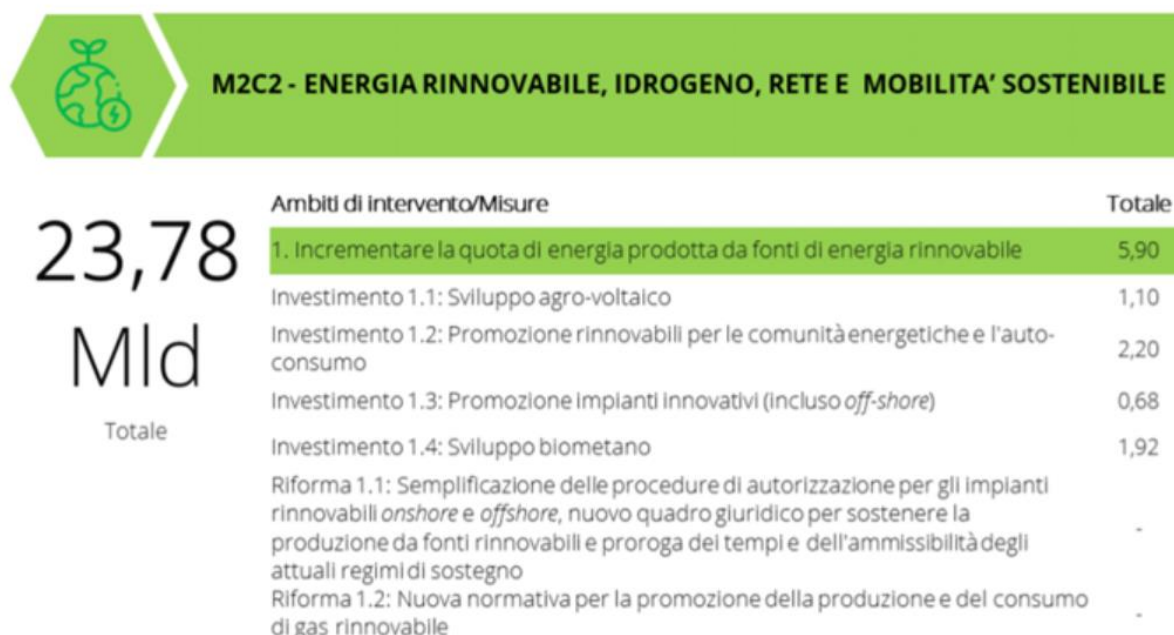 M2C2 - ENERGIA RINNOVABILE, IDROGENO, RETE E MOBILITA' SOSTENIBILE
23,78
Mld
Totale
Ambiti di intervento/Misure Totale
1. Incrementare la quota di energia prodotta da fonti di energia rinnovabile 5,90
Investimento 1.1: Sviluppo agro-voltaico 1,10
Investimento 1.2: Promozione rinnovabili per le comunità energetiche e l'auto-
consumo 2,20
Investimento 1.3: Promozione impianti innovativi (incluso off-shore) 0,68
Investimento 1.4: Sviluppo biometano 1,92
Riforma 1.1: Semplificazione delle procedure di autorizzazione per gli impianti
rinnovabili onshore e offshore, nuovo quadro giuridico per sostenere la
produzione da fonti rinnovabili e proroga dei tempi e dell'ammissibilità degli
attuali regimi di sostegno -
Riforma 1.2: Nuova normativa per la promozione della produzione e del consumo
di gas rinnovabile -